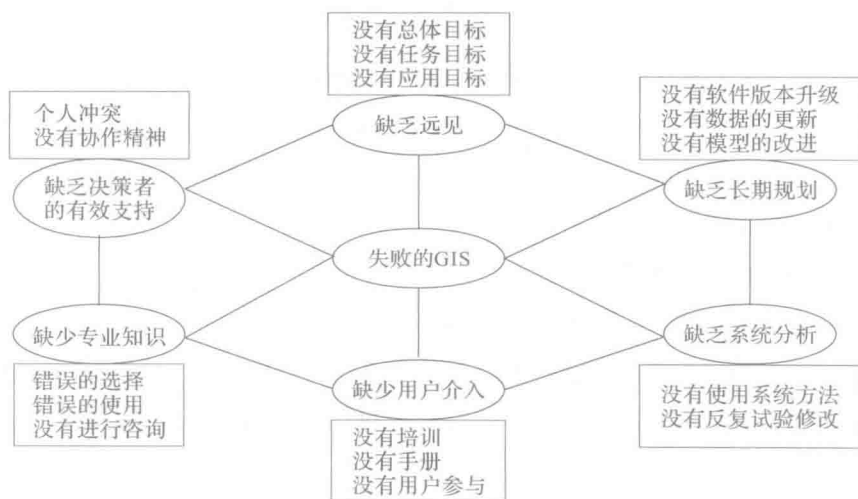 没有总体目标
没有任务目标
没有应用目标
缺乏远见
个人冲突
没有协作精神
缺乏决策者
的有效支持
没有软件版本升级
没有数据的更新
没有模型的改进
缺乏长期规划
失败的GIS
缺少专业知识
错误的选择
错误的使用
没有进行咨询
缺少用户介入
没有培训
没有手册
没有用户参与
缺乏系统分析
没有使用系统方法
没有反复试验修改